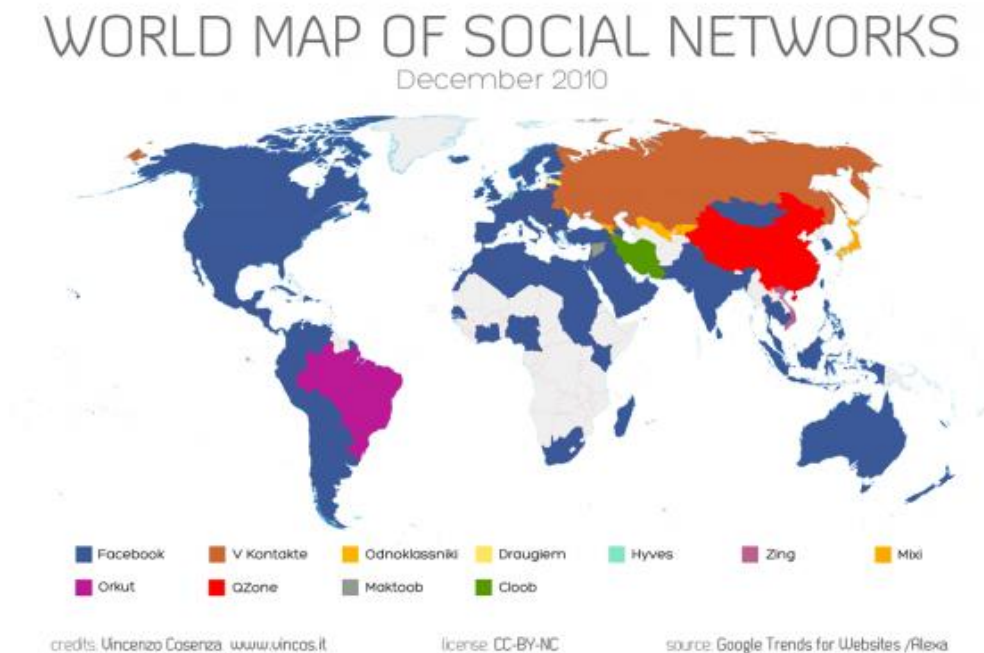 WORLD MAP OF SOCIAL NETWORKS
December 2010
Facebook V Kontakte Odnoklassniki Draugiem Hyves Zing Mixi
Orkut QZone Maktoob Cloob
credits: Vincenzo Cosenza www.vincos.it license: CC-BY-NC source: Google Trends for Websites /Alexa